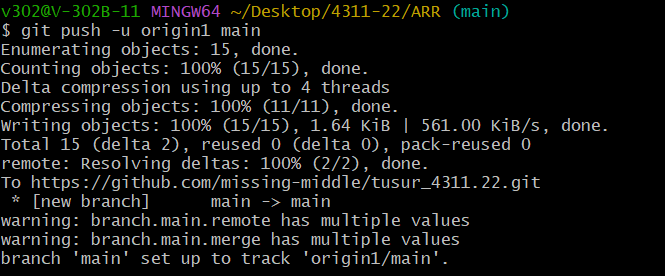 v302@V-302B-11 MINGW64 ~/Desktop/4311-22/ARR (main)
$ git push -u origin1 main
Enumerating objects: 15, done.
Counting objects: 100% (15/15), done.
Delta compression using up to 4 threads
Compressing objects: 100% (11/11), done.
Writing objects: 100% (15/15), 1.64 KiB | 561.00 KiB/s, done.
Total 15 (delta 2), reused 0 (delta 0), pack-reused 0
remote: Resolving deltas: 100% (2/2), done.
To https://github.com/missing-middle/tusur_4311.22.git
 * [new branch]      main -> main
warning: branch.main.remote has multiple values
warning: branch.main.merge has multiple values
branch 'main' set up to track 'origin1/main'.